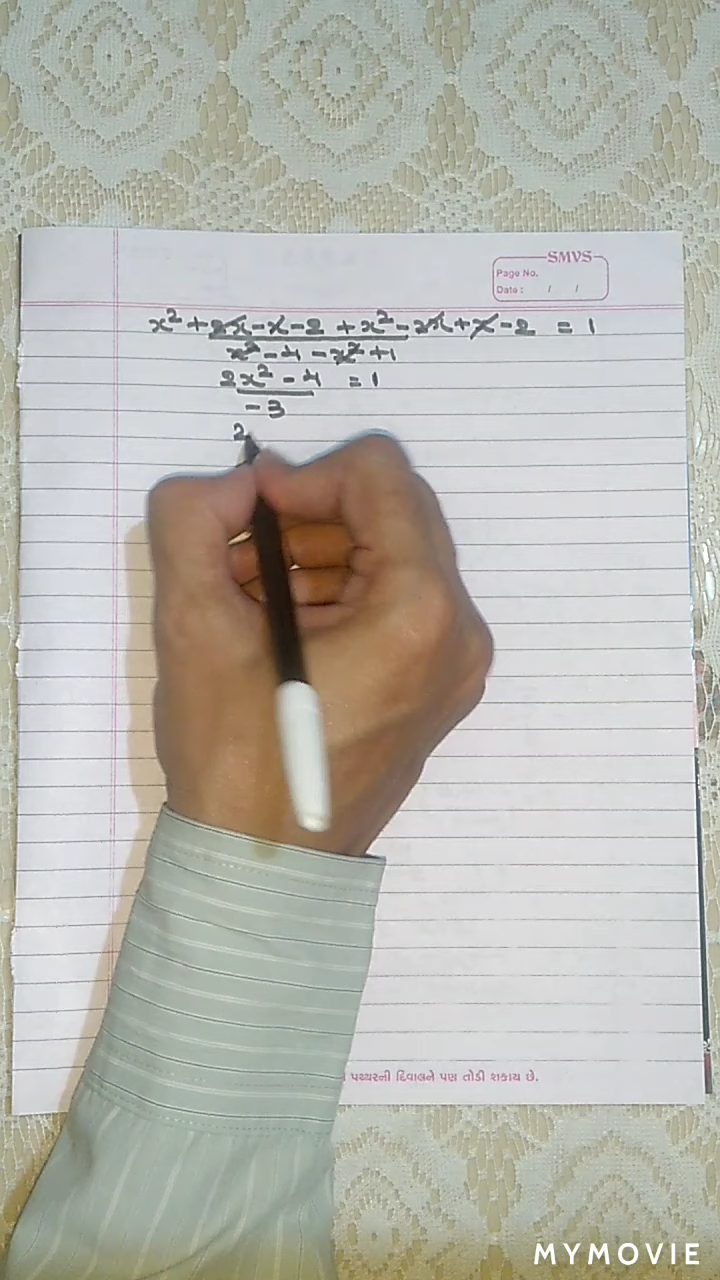 SMVS
Page No.
Date : / /
x² + 2x - x - 2 + x² - 2x + x - 2 = 1
x² - 4 - x² + 1
2x² - 4 = 1
- 3
2
પથ્થરની દિવાલને પણ તોડી શકાય છે.
MYMOVIE